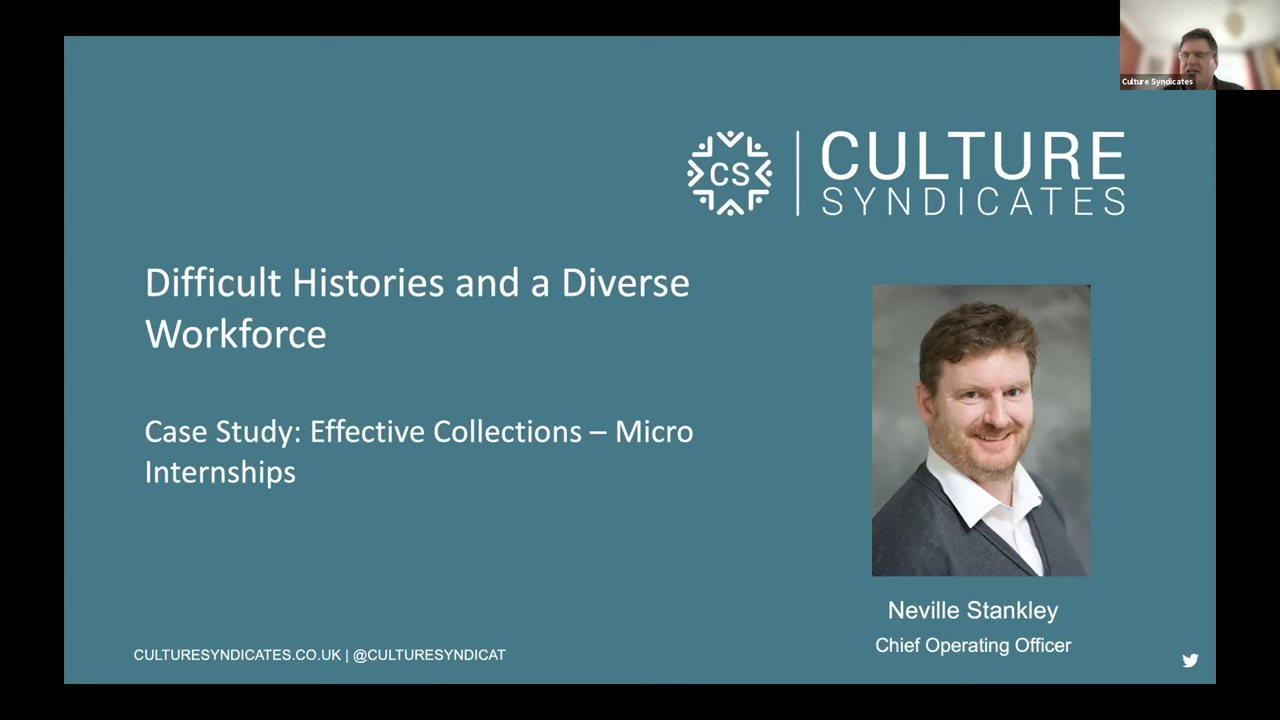 Culture Syndicates
CS
CULTURE
SYNDICATES
Difficult Histories and a Diverse
Workforce
Case Study: Effective Collections – Micro
Internships
Neville Stankley
Chief Operating Officer
CULTURESYNDICATES.CO.UK | @CULTURESYNDICAT